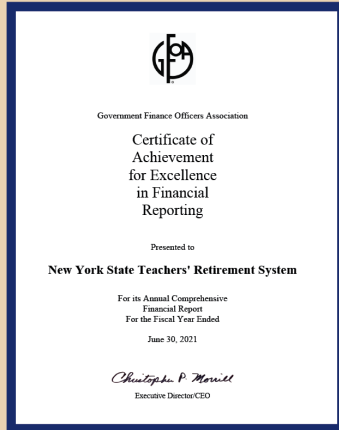 GFOA
Government Finance Officers Association
Certificate of
Achievement
for Excellence
in Financial
Reporting
Presented to
New York State Teachers' Retirement System
For its Annual Comprehensive
Financial Report
For the Fiscal Year Ended
June 30, 2021
Christopher P. Morrill
Executive Director/CEO